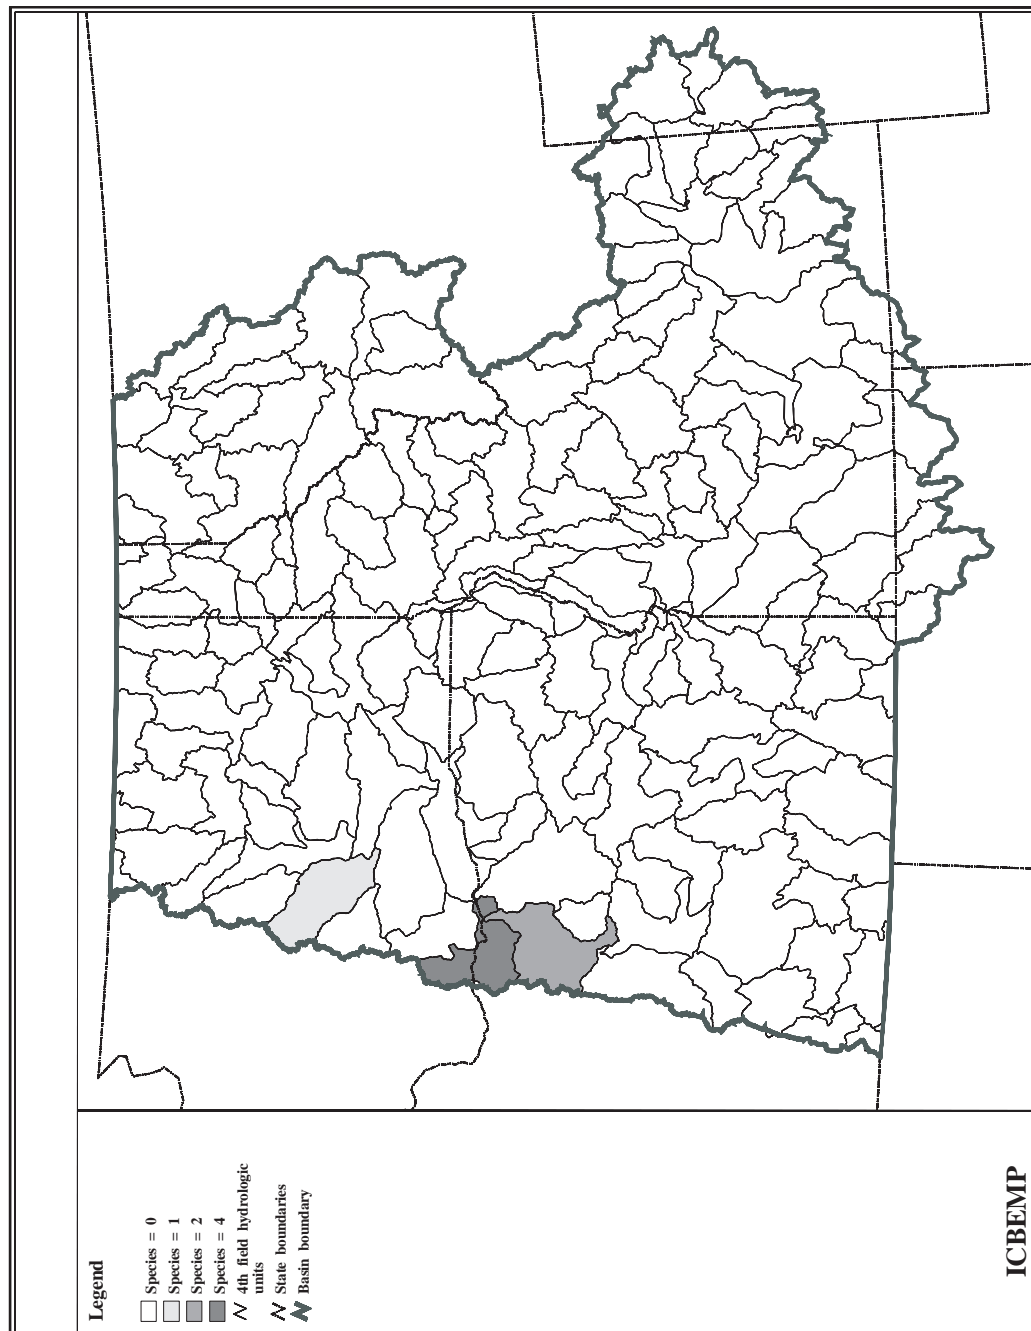 Legend
Species = 0
Species = 1
Species = 2
Species = 4
4th field hydrologic
units
State boundaries
Basin boundary
ICBEMP